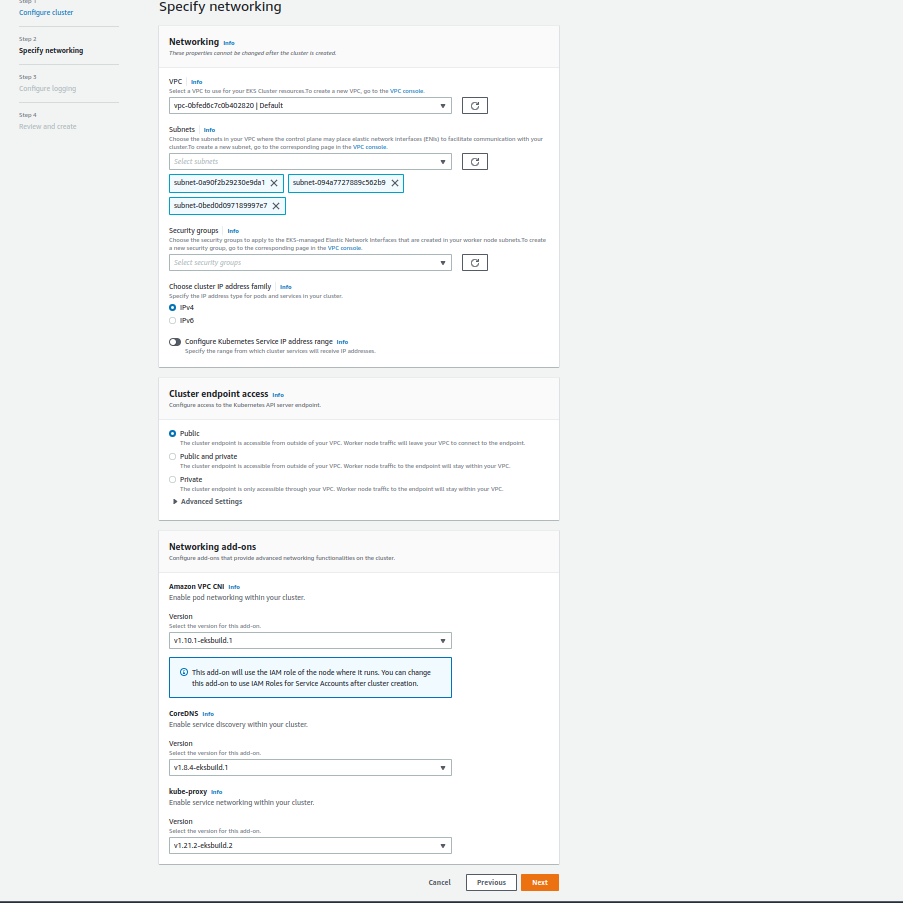 Step 1
Configure cluster
Step 2
Specify networking
Step 3
Configure logging
Step 4
Review and create
Specify networking
Networking Info
These properties cannot be changed after the cluster is created.
VPC Info
Select a VPC to use for your EKS Cluster resources.To create a new VPC, go to the VPC console.
vpc-0bfed6c7c0b402820 | Default
Subnets Info
Choose the subnets in your VPC where the control plane may place elastic network interfaces (ENIs) to facilitate communication with your
cluster.To create a new subnet, go to the corresponding page in the VPC console.
Select subnets
subnet-0a90f2b29230e9da1 subnet-094a7727889c562b9
subnet-0bed0d097189997e7
Security groups Info
Choose the security groups to apply to the EKS-managed Elastic Network Interfaces that are created in your worker node subnets.To create
a new security group, go to the corresponding page in the VPC console.
Select security groups
Choose cluster IP address family Info
Specify the IP address type for pods and services in your cluster.
IPv4
IPv6
Configure Kubernetes Service IP address range Info
Specify the range from which cluster services will receive IP addresses.
Cluster endpoint access Info
Configure access to the Kubernetes API server endpoint.
Public
The cluster endpoint is accessible from outside of your VPC. Worker node traffic will leave your VPC to connect to the endpoint.
Public and private
The cluster endpoint is accessible from outside of your VPC. Worker node traffic to the endpoint will stay within your VPC.
Private
The cluster endpoint is only accessible through your VPC. Worker node traffic to the endpoint will stay within your VPC.
Advanced Settings
Networking add-ons
Configure add-ons that provide advanced networking functionalities on the cluster.
Amazon VPC CNI Info
Enable pod networking within your cluster.
Version
Select the version for this add-on.
v1.10.1-eksbuild.1
This add-on will use the IAM role of the node where it runs. You can change
this add-on to use IAM Roles for Service Accounts after cluster creation.
CoreDNS Info
Enable service discovery within your cluster.
Version
Select the version for this add-on.
v1.8.4-eksbuild.1
kube-proxy Info
Enable service networking within your cluster.
Version
Select the version for this add-on.
v1.21.2-eksbuild.2
Cancel Previous Next